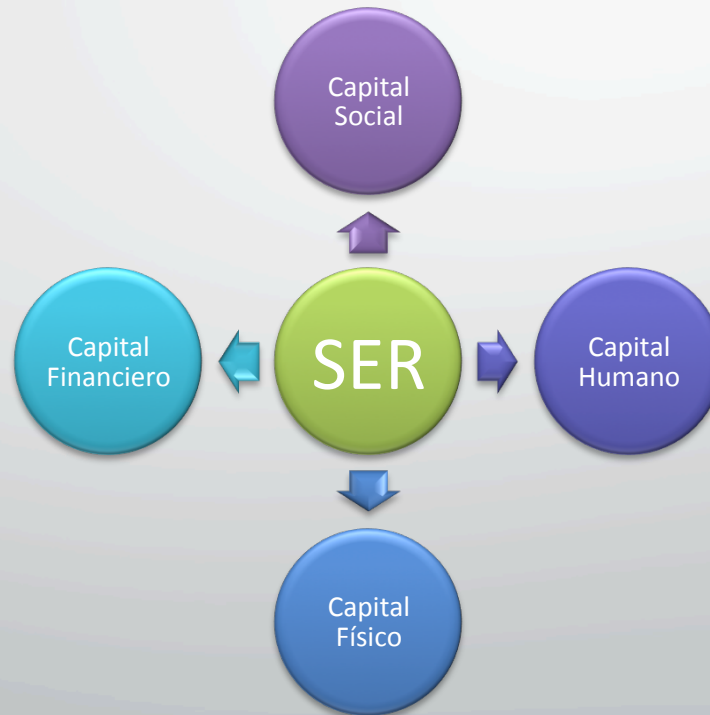 Capital
Social
Capital
Financiero
SER
Capital
Humano
Capital
Físico